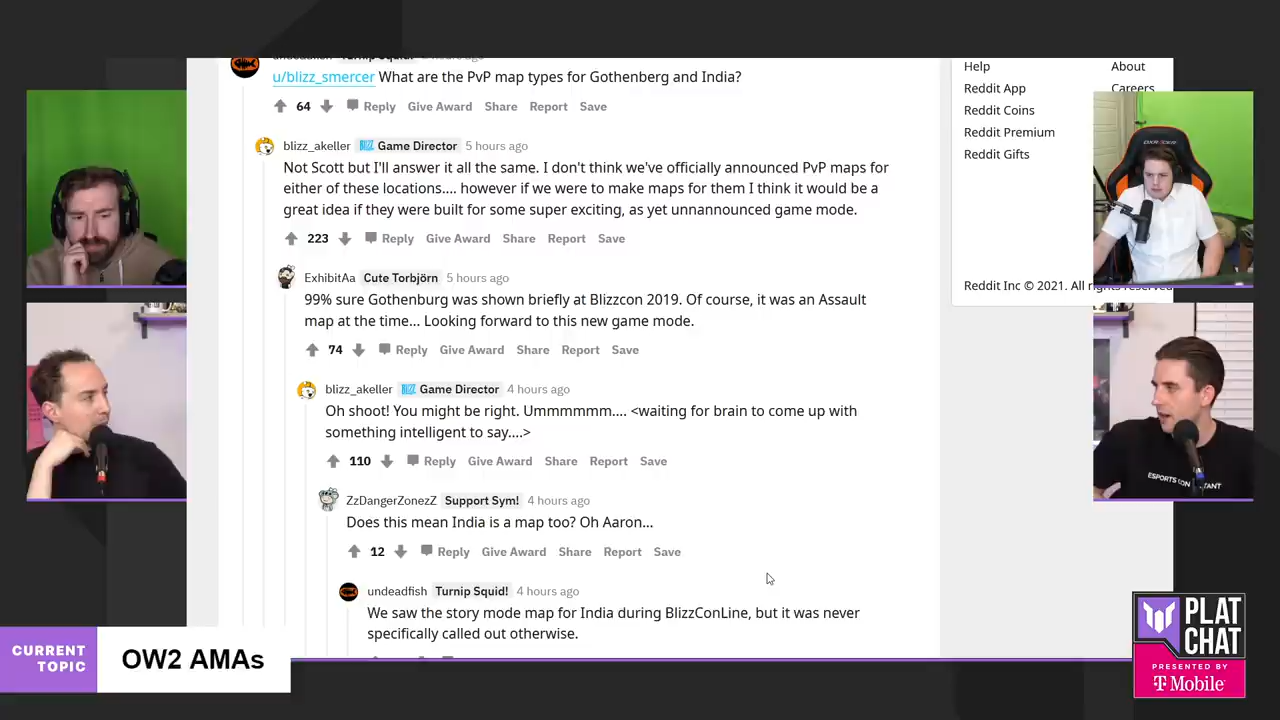 undeadfish Turnip Squid! 5 hours ago
u/blizz_smercer What are the PvP map types for Gothenberg and India?
64 Reply Give Award Share Report Save
blizz_akeller Game Director 5 hours ago
Not Scott but I'll answer it all the same. I don't think we've officially announced PvP maps for
either of these locations.... however if we were to make maps for them I think it would be a
great idea if they were built for some super exciting, as yet unnannounced game mode.
223 Reply Give Award Share Report Save
ExhibitAa Cute Torbjörn 5 hours ago
99% sure Gothenburg was shown briefly at Blizzcon 2019. Of course, it was an Assault
map at the time... Looking forward to this new game mode.
74 Reply Give Award Share Report Save
blizz_akeller Game Director 4 hours ago
Oh shoot! You might be right. Ummmmmm.... <waiting for brain to come up with
something intelligent to say....>
110 Reply Give Award Share Report Save
ZzDangerZonezZ Support Sym! 4 hours ago
Does this mean India is a map too? Oh Aaron...
12 Reply Give Award Share Report Save
undeadfish Turnip Squid! 4 hours ago
We saw the story mode map for India during BlizzConLine, but it was never
specifically called out otherwise.
Help About
Reddit App Careers
Reddit Coins
Reddit Premium
Reddit Gifts
Reddit Inc © 2021. All rights reserved
DXRACER
ESPORTS
CURRENT
TOPIC
OW2 AMAs
PLAT
CHAT
PRESENTED BY
T Mobile